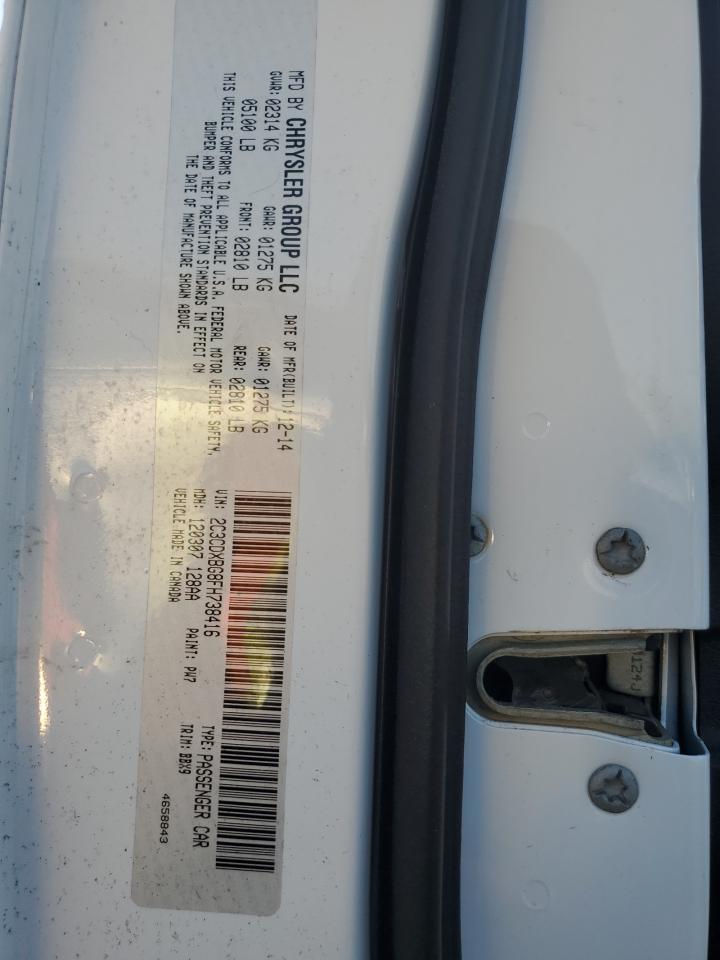 MFD BY CHRYSLER GROUP LLC
DATE OF MFR(BUILT): 12-14
GVWR: 02314 KG
GAWR: 01275 KG
GAWR: 01275 KG
05100 LB
FRONT: 02810 LB
REAR: 02810 LB
THIS VEHICLE CONFORMS TO ALL APPLICABLE U.S.A. FEDERAL MOTOR VEHICLE SAFETY,
BUMPER AND THEFT PREVENTION STANDARDS IN EFFECT ON
THE DATE OF MANUFACTURE SHOWN ABOVE.
VIN: 2C3CDXBG8FH738416
TYPE: PASSENGER CAR
MDH: 120307 128AA
PAINT: PW7
TRIM: BBX9
VEHICLE MADE IN CANADA
4658843
124J